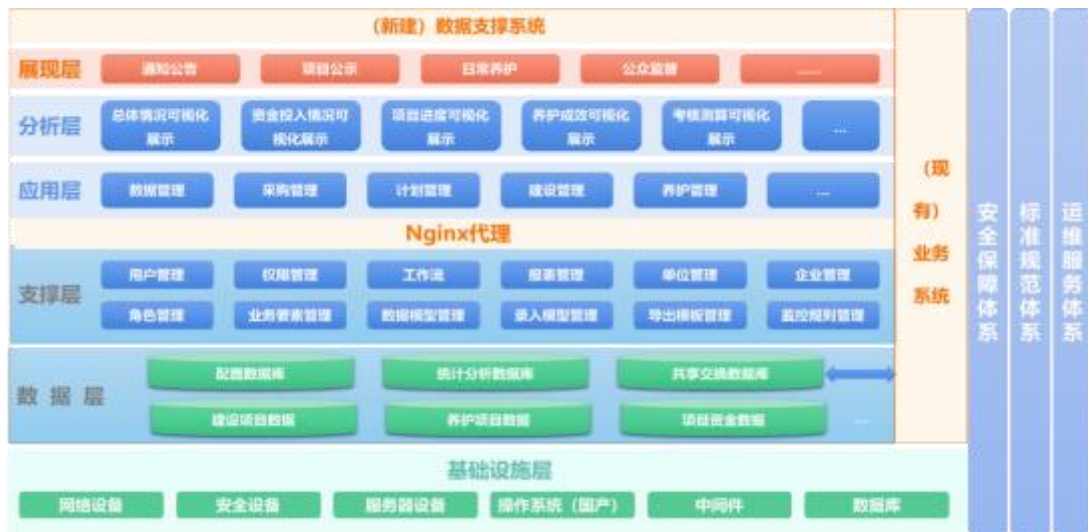 （新建）数据支撑系统
展现层
通知公告
项目公示
日常养护
公众监督
......
分析层
总体情况可视化
展示
资金投入情况可
视化展示
项目进度可视化
展示
养护成效可视化
展示
考核测算可视化
展示
...
应用层
数据管理
采购管理
计划管理
建设管理
养护管理
...
Nginx代理
支撑层
用户管理
权限管理
工作流
报表管理
单位管理
企业管理
角色管理
业务要素管理
数据模型管理
录入模型管理
导出模板管理
监控规则管理
数据层
配置数据库
统计分析数据库
共享交换数据库
建设项目数据
养护项目数据
项目资金数据
...
（现
有）
业务
系统
安全保障体系
标准规范体系
运维服务体系
基础设施层
网络设备
安全设备
服务器设备
操作系统（国产）
中间件
数据库